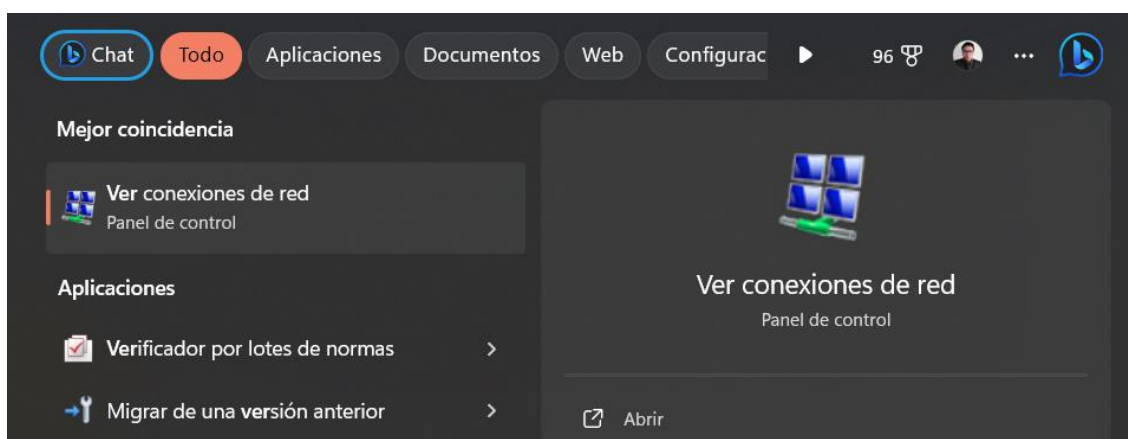 Chat Todo Aplicaciones Documentos Web Configurac 96 ...
Mejor coincidencia
Ver conexiones de red
Panel de control
Ver conexiones de red
Panel de control
Aplicaciones
Verificador por lotes de normas
Migrar de una versión anterior
Abrir